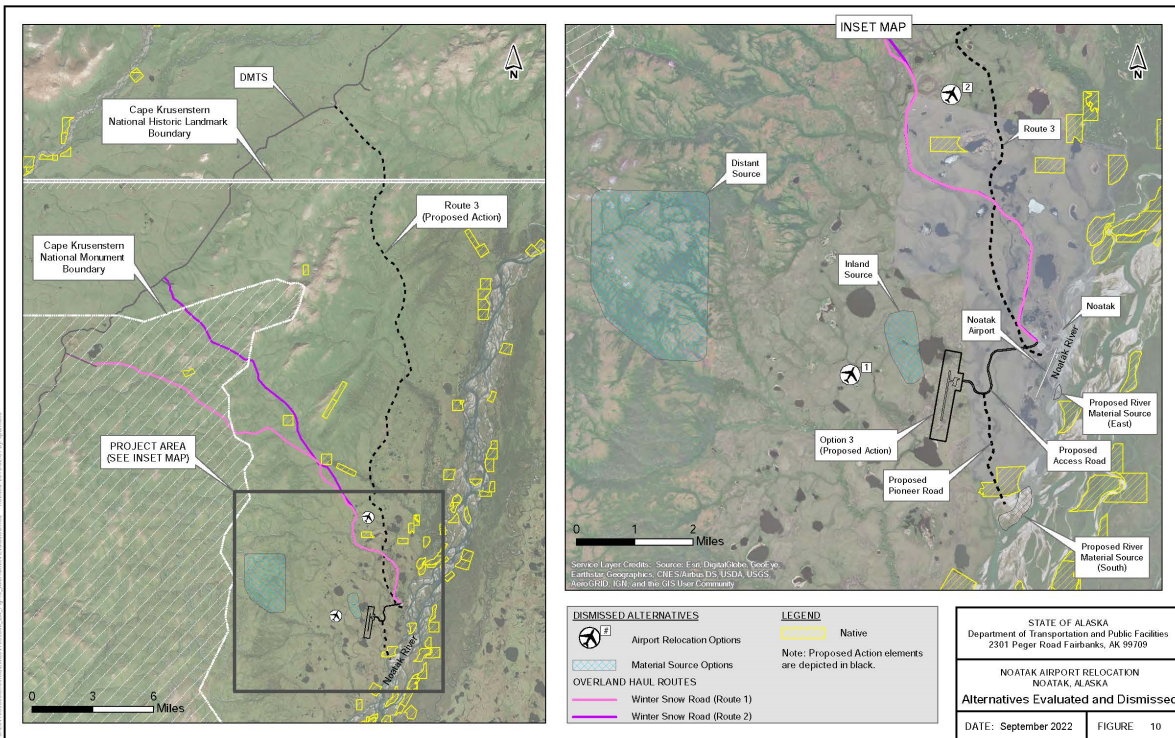 DMTS
Cape Krusenstern
National Historic Landmark
Boundary
N
Route 3
(Proposed Action)
Cape Krusenstern
National Monument
Boundary
PROJECT AREA
(SEE INSET MAP)
Noatak River
0 3 6
Miles
INSET MAP
N
2
Route 3
Distant
Source
Inland
Source
Noatak
Airport
Noatak
Noatak River
1
Option 3
(Proposed Action)
Proposed
Pioneer Road
Proposed
Access Road
Proposed River
Material Source
(East)
Proposed River
Material Source
(South)
0 1 2
Miles
Service Layer Credits: Source: Esri, DigitalGlobe, GeoEye,
Earthstar Geographics, CNES/Airbus DS, USDA, USGS,
AeroGRID, IGN, and the GIS User Community
DISMISSED ALTERNATIVES
#
Airport Relocation Options
Material Source Options
OVERLAND HAUL ROUTES
Winter Snow Road (Route 1)
Winter Snow Road (Route 2)
LEGEND
Native
Note: Proposed Action elements
are depicted in black.
STATE OF ALASKA
Department of Transportation and Public Facilities
2301 Peger Road Fairbanks, AK 99709
NOATAK AIRPORT RELOCATION
NOATAK, ALASKA
Alternatives Evaluated and Dismissed
DATE: September 2022
FIGURE 10